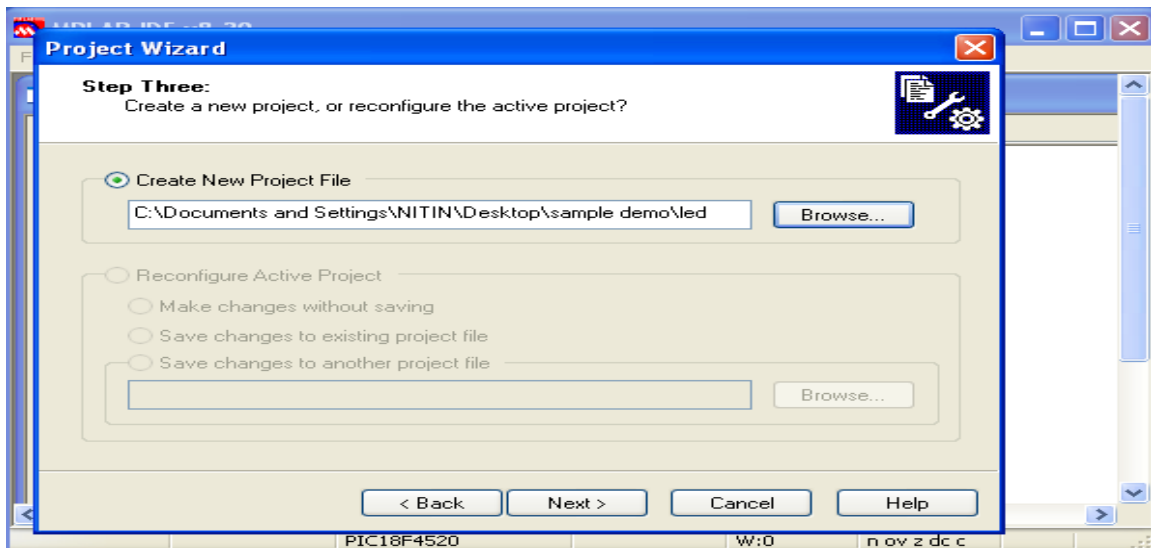 Project Wizard
Step Three:
Create a new project, or reconfigure the active project?
Create New Project File
C:\Documents and Settings\NITIN\Desktop\sample demo\led
Browse...
Reconfigure Active Project
Make changes without saving
Save changes to existing project file
Save changes to another project file
Browse...
< Back
Next >
Cancel
Help
PIC18F4520
W:0
n ov z dc c